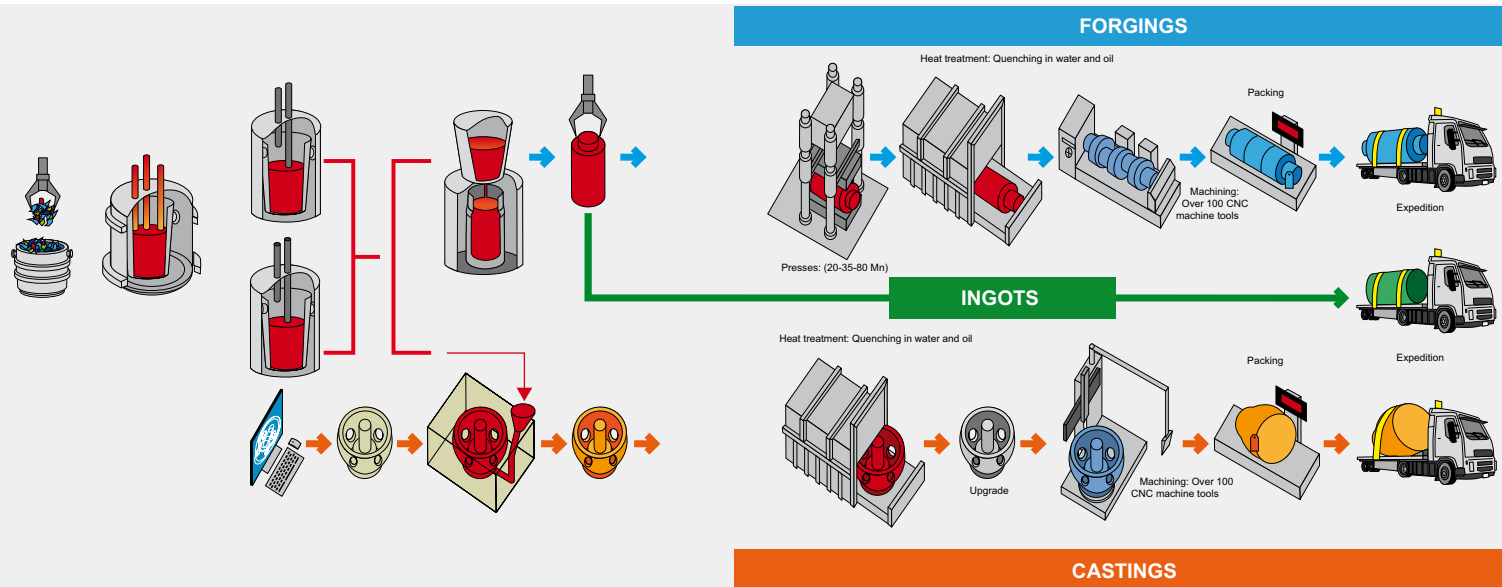 FORGINGS
Heat treatment: Quenching in water and oil
Packing
Machining:
Over 100 CNC
machine tools
Expedition
Presses: (20-35-80 Mn)
INGOTS
Heat treatment: Quenching in water and oil
Packing
Expedition
Upgrade
Machining: Over 100
CNC machine tools
CASTINGS